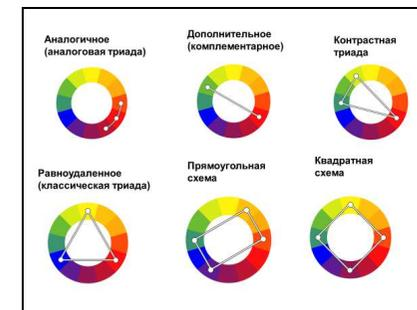 Аналогичное
(аналоговая триада)
Дополнительное
(комплементарное)
Контрастная
триада
Равноудаленное
(классическая триада)
Прямоугольная
схема
Квадратная
схема